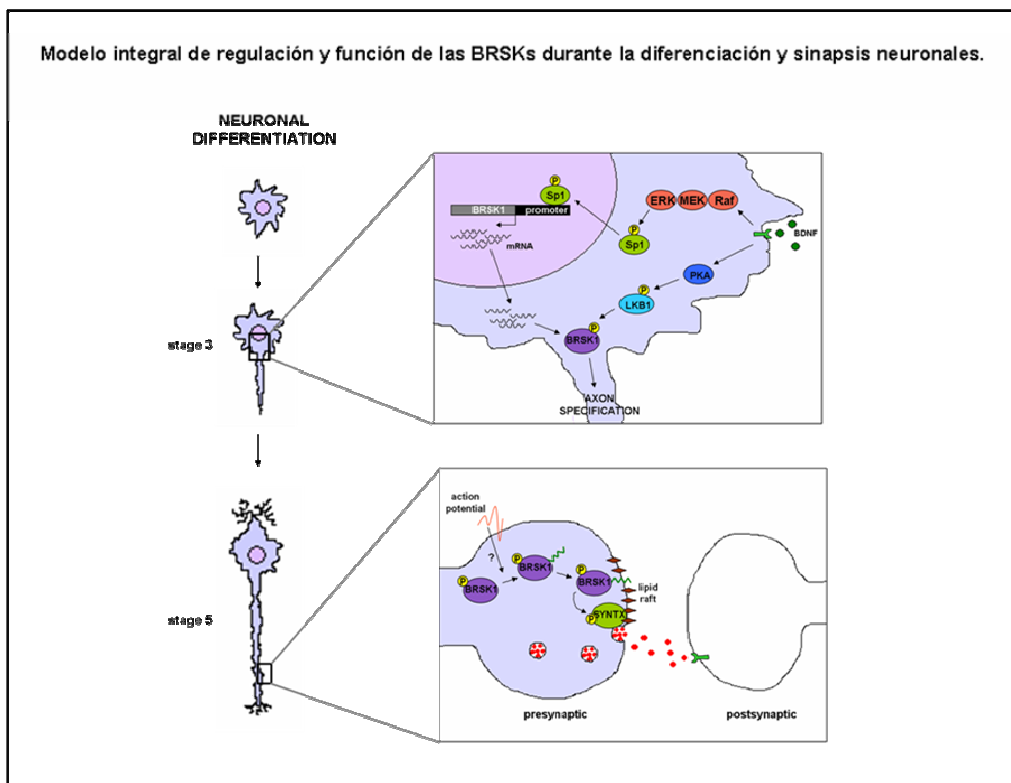 Modelo integral de regulación y función de las BRSKs durante la diferenciación y sinapsis neuronales.
NEURONAL
DIFFERENTIATION
stage 3
stage 5
P
Sp1
BRSK1 promoter
mRNA
ERK MEK Raf
P
Sp1
BDNF
PKA
P
LKB1
P
BRSK1
AXON
SPECIFICATION
action
potential
?
P
BRSK1
P
BRSK1
P
BRSK1
lipid
raft
P
SYNTX
presynaptic
postsynaptic